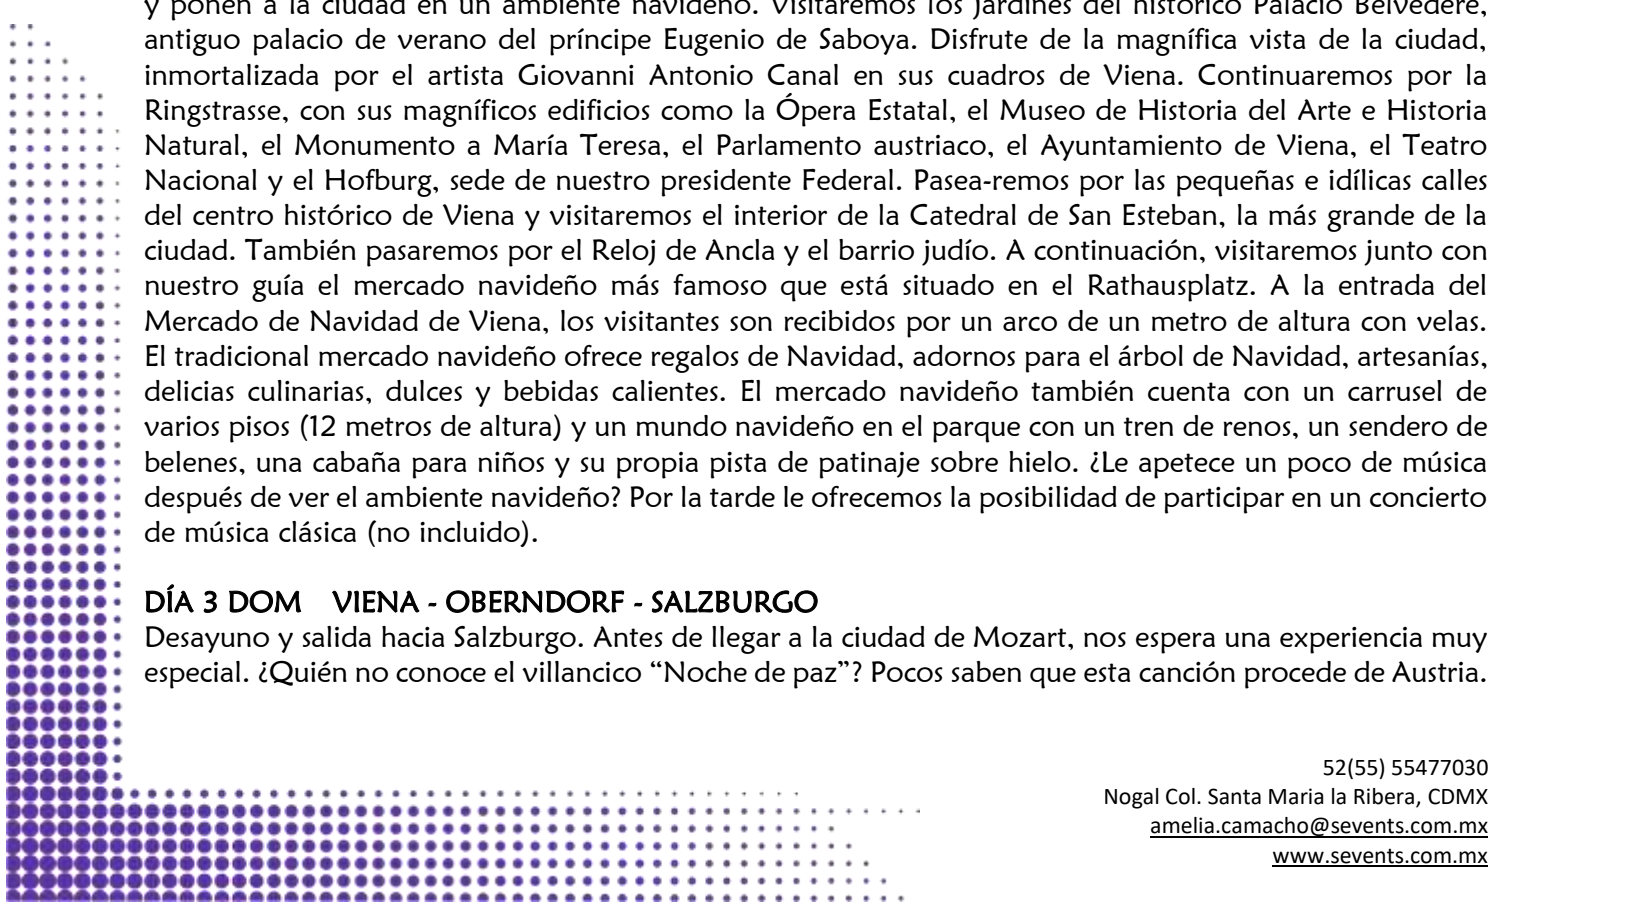 y ponen a la ciudad en un ambiente navideño. Visitaremos los jardines del histórico Palacio Belvedere,
antiguo palacio de verano del príncipe Eugenio de Saboya. Disfrute de la magnífica vista de la ciudad,
inmortalizada por el artista Giovanni Antonio Canal en sus cuadros de Viena. Continuaremos por la
Ringstrasse, con sus magníficos edificios como la Ópera Estatal, el Museo de Historia del Arte e Historia
Natural, el Monumento a María Teresa, el Parlamento austriaco, el Ayuntamiento de Viena, el Teatro
Nacional y el Hofburg, sede de nuestro presidente Federal. Pasea-remos por las pequeñas e idílicas calles
del centro histórico de Viena y visitaremos el interior de la Catedral de San Esteban, la más grande de la
ciudad. También pasaremos por el Reloj de Ancla y el barrio judío. A continuación, visitaremos junto con
nuestro guía el mercado navideño más famoso que está situado en el Rathausplatz. A la entrada del
Mercado de Navidad de Viena, los visitantes son recibidos por un arco de un metro de altura con velas.
El tradicional mercado navideño ofrece regalos de Navidad, adornos para el árbol de Navidad, artesanías,
delicias culinarias, dulces y bebidas calientes. El mercado navideño también cuenta con un carrusel de
varios pisos (12 metros de altura) y un mundo navideño en el parque con un tren de renos, un sendero de
belenes, una cabaña para niños y su propia pista de patinaje sobre hielo. ¿Le apetece un poco de música
después de ver el ambiente navideño? Por la tarde le ofrecemos la posibilidad de participar en un concierto
de música clásica (no incluido).
DÍA 3 DOM VIENA - OBERNDORF - SALZBURGO
Desayuno y salida hacia Salzburgo. Antes de llegar a la ciudad de Mozart, nos espera una experiencia muy
especial. ¿Quién no conoce el villancico “Noche de paz”? Pocos saben que esta canción procede de Austria.
52(55) 55477030
Nogal Col. Santa Maria la Ribera, CDMX
amelia.camacho@sevents.com.mx
www.sevents.com.mx